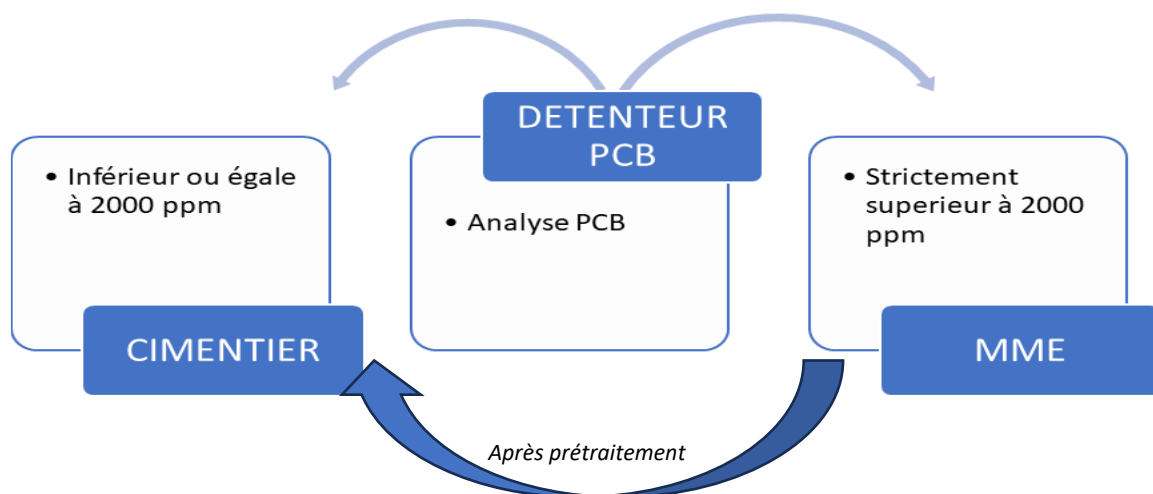 • Inférieur ou égale
à 2000 ppm
CIMENTIER
DETENTEUR
PCB
• Analyse PCB
• Strictement
superieur à 2000
ppm
MME
Après prétraitement